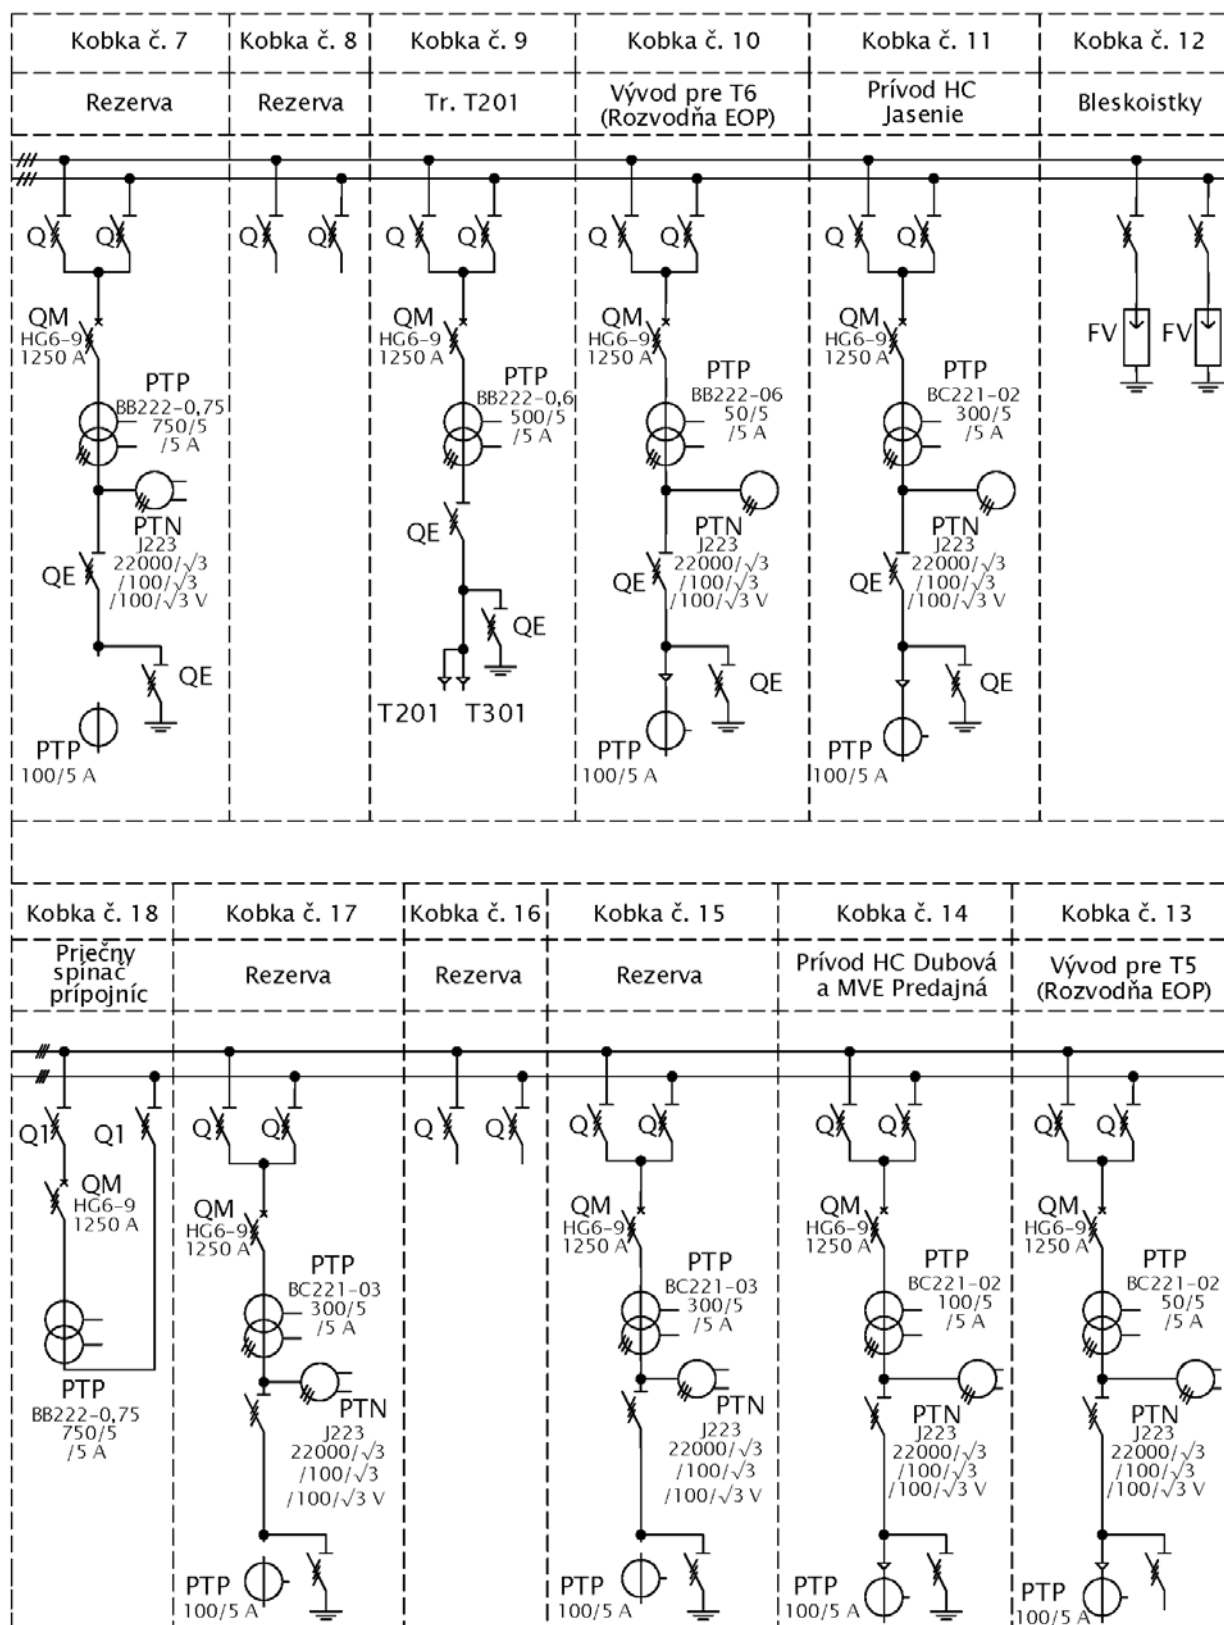 Kobka č. 7
Rezerva
Q
Q
QM
HG6-9
1250 A
PTP
BB222-0,75
750/5
/5 A
PTN
J223
22000/√3
/100/√3
/100/√3 V
QE
QE
PTP
100/5 A
Kobka č. 8
Rezerva
Q
Q
Kobka č. 9
Tr. T201
Q
Q
QM
HG6-9
1250 A
PTP
BB222-0,6
500/5
/5 A
QE
QE
T201
T301
Kobka č. 10
Vývod pre T6
(Rozvodňa EOP)
Q
Q
QM
HG6-9
1250 A
PTP
BB222-06
50/5
/5 A
PTN
J223
22000/√3
/100/√3
/100/√3 V
QE
QE
PTP
100/5 A
Kobka č. 11
Prívod HC
Jasenie
Q
Q
QM
HG6-9
1250 A
PTP
BC221-02
300/5
/5 A
PTN
J223
22000/√3
/100/√3
/100/√3 V
QE
QE
PTP
100/5 A
Kobka č. 12
Bleskoistky
FV
FV
Kobka č. 18
Priečny
spínač
prípojníc
Q1
Q1
QM
HG6-9
1250 A
PTP
BB222-0,75
750/5
/5 A
Kobka č. 17
Rezerva
Q
Q
QM
HG6-9
1250 A
PTP
BC221-03
300/5
/5 A
PTN
J223
22000/√3
/100/√3
/100/√3 V
PTP
100/5 A
Kobka č. 16
Rezerva
Q
Q
Kobka č. 15
Rezerva
Q
Q
QM
HG6-9
1250 A
PTP
BC221-03
300/5
/5 A
PTN
J223
22000/√3
/100/√3
/100/√3 V
PTP
100/5 A
Kobka č. 14
Prívod HC Dubová
a MVE Predajná
Q
Q
QM
HG6-9
1250 A
PTP
BC221-02
100/5
/5 A
PTN
J223
22000/√3
/100/√3
/100/√3 V
PTP
100/5 A
Kobka č. 13
Vývod pre T5
(Rozvodňa EOP)
Q
Q
QM
HG6-9
1250 A
PTP
BC221-02
50/5
/5 A
PTN
J223
22000/√3
/100/√3
/100/√3 V
PTP
100/5 A